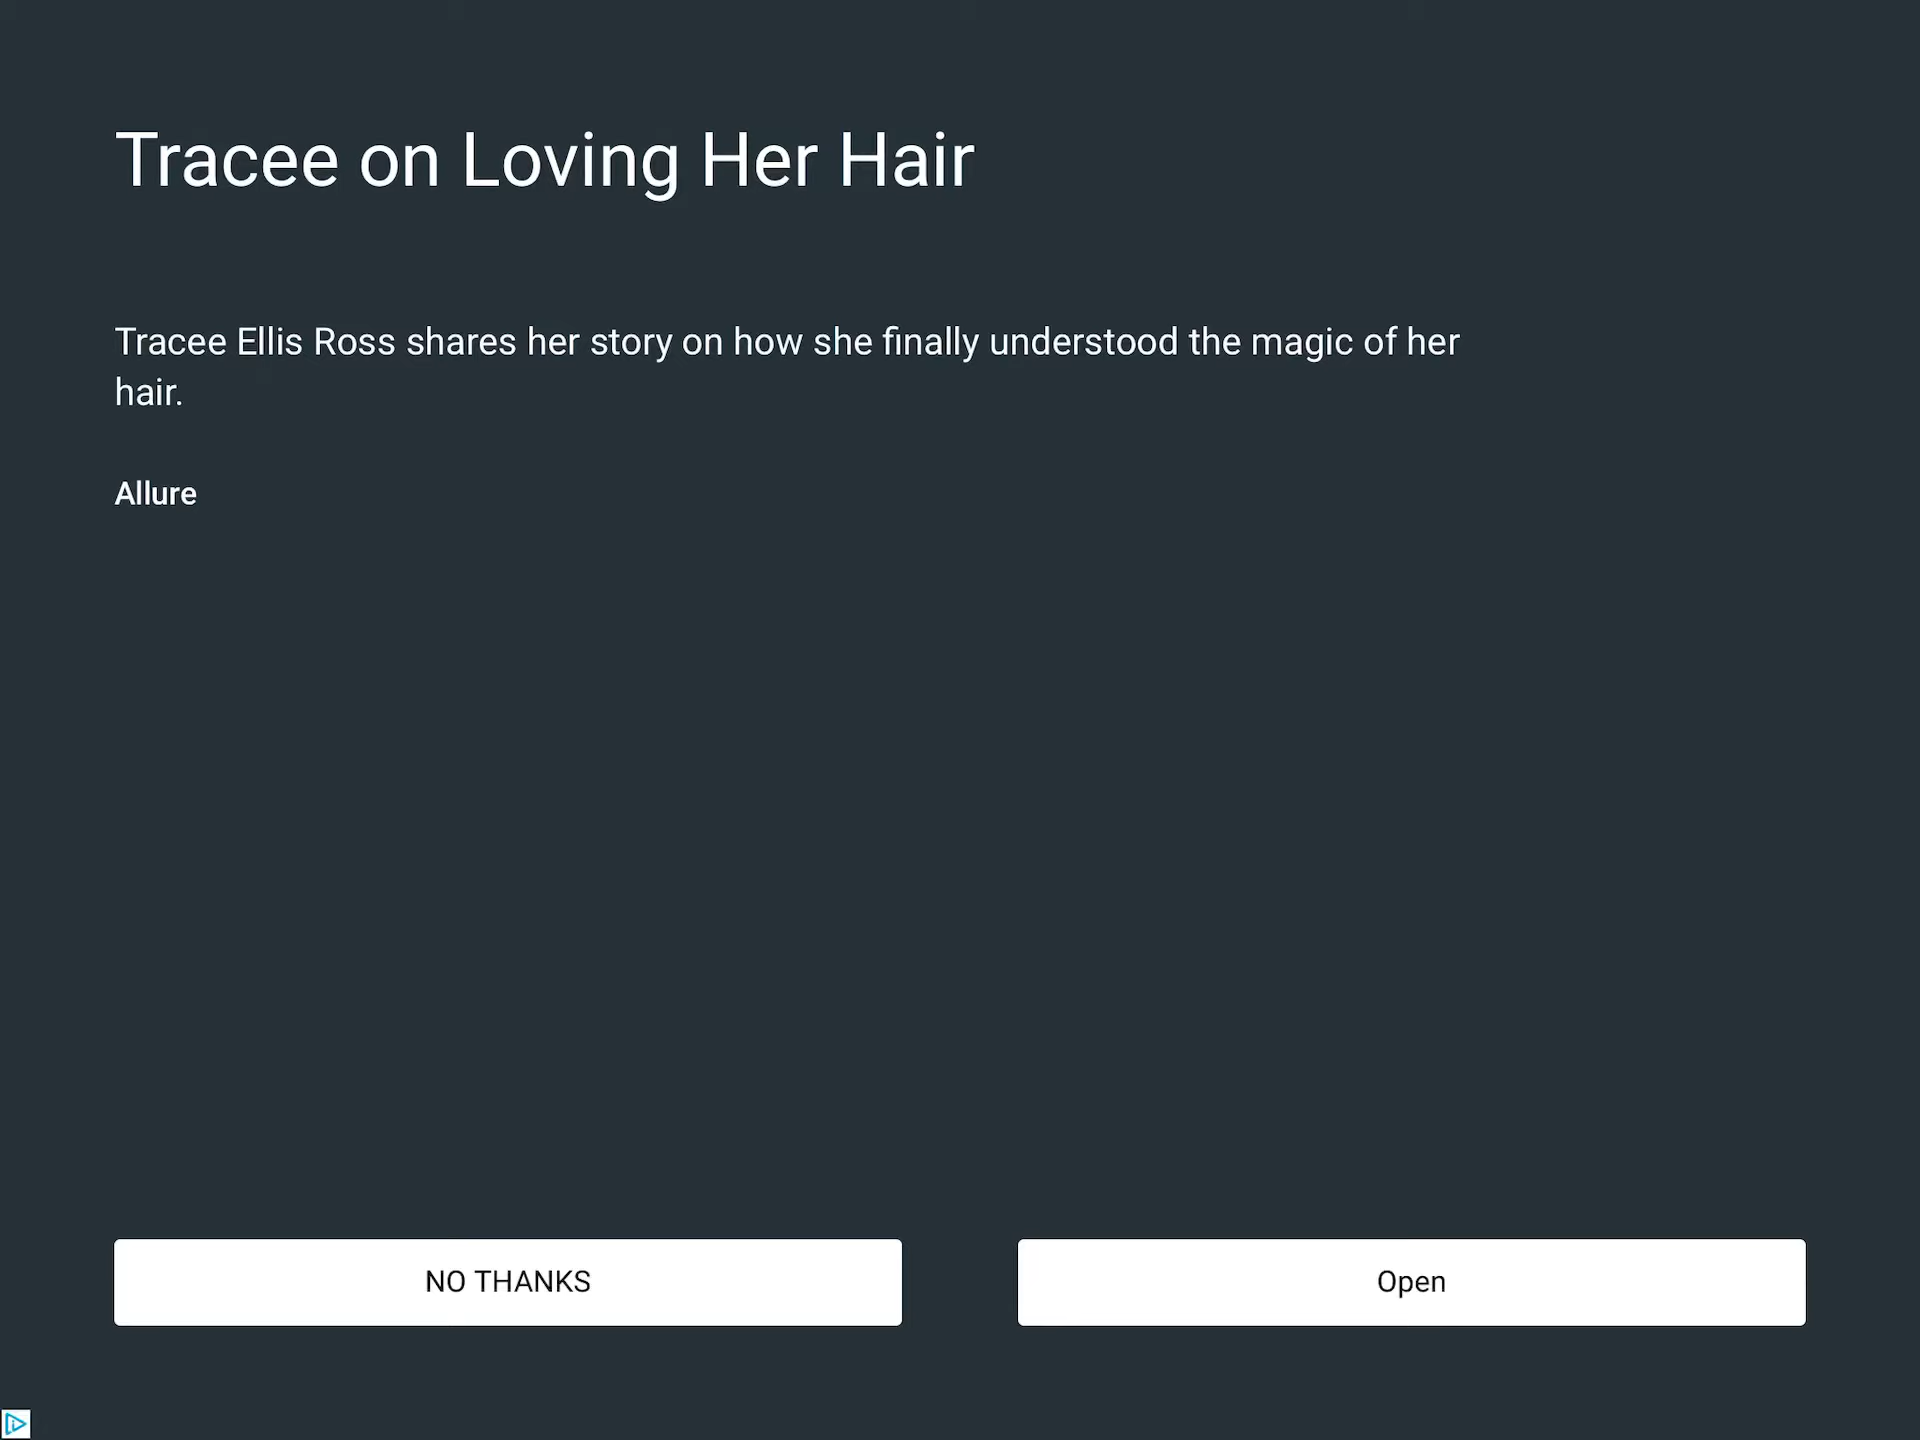 Tracee on Loving Her Hair
Tracee Ellis Ross shares her story on how she finally understood the magic of her
hair.
Allure
NO THANKS
Open